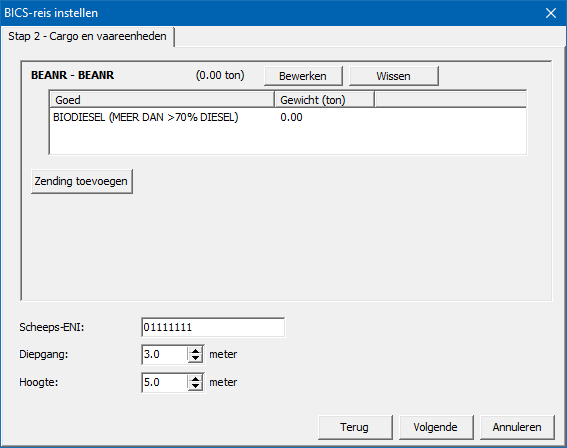 BICS-reis instellen
Stap 2 - Cargo en vaareenheden
BEANR - BEANR (0.00 ton) Bewerken Wissen
Goed Gewicht (ton)
BIODIESEL (MEER DAN >70% DIESEL) 0.00
Zending toevoegen
Scheeps-ENI: 01111111
Diepgang: 3.0 meter
Hoogte: 5.0 meter
Terug Volgende Annuleren